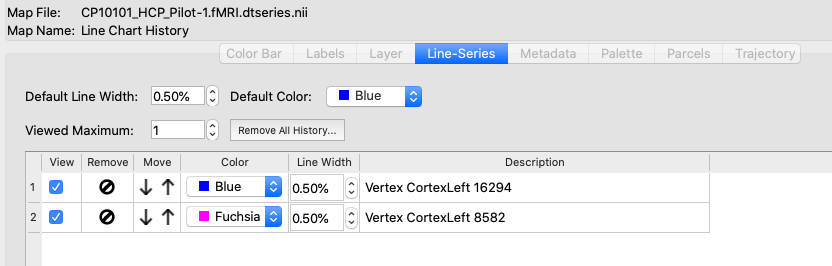 Map File: CP10101_HCP_Pilot-1.fMRI.dtseries.nii
Map Name: Line Chart History
Color Bar Labels Layer Line-Series Metadata Palette Parcels Trajectory
Default Line Width: 0.50% Default Color: Blue
Viewed Maximum: 1 Remove All History...
View Remove Move Color Line Width Description
1 Blue 0.50% Vertex CortexLeft 16294
2 Fuchsia 0.50% Vertex CortexLeft 8582